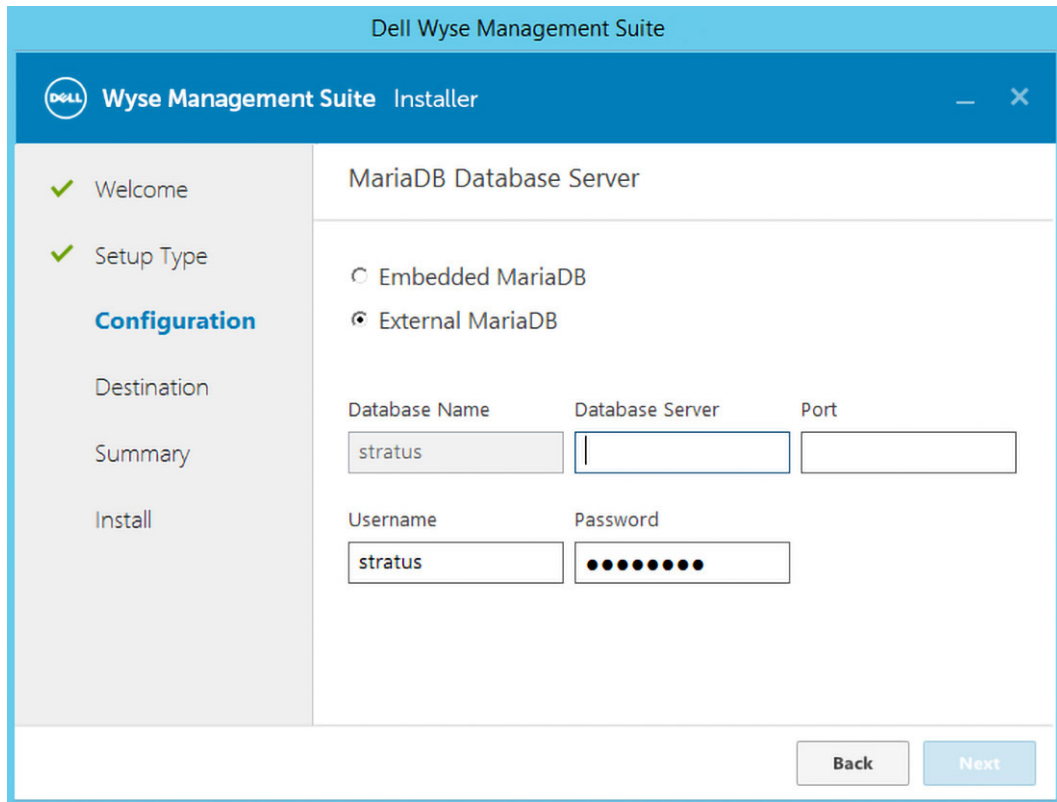 Dell Wyse Management Suite
DELL Wyse Management Suite Installer
Welcome
Setup Type
Configuration
Destination
Summary
Install
MariaDB Database Server
Embedded MariaDB
External MariaDB
Database Name Database Server Port
stratus
Username Password
stratus ●●●●●●●●
Back Next